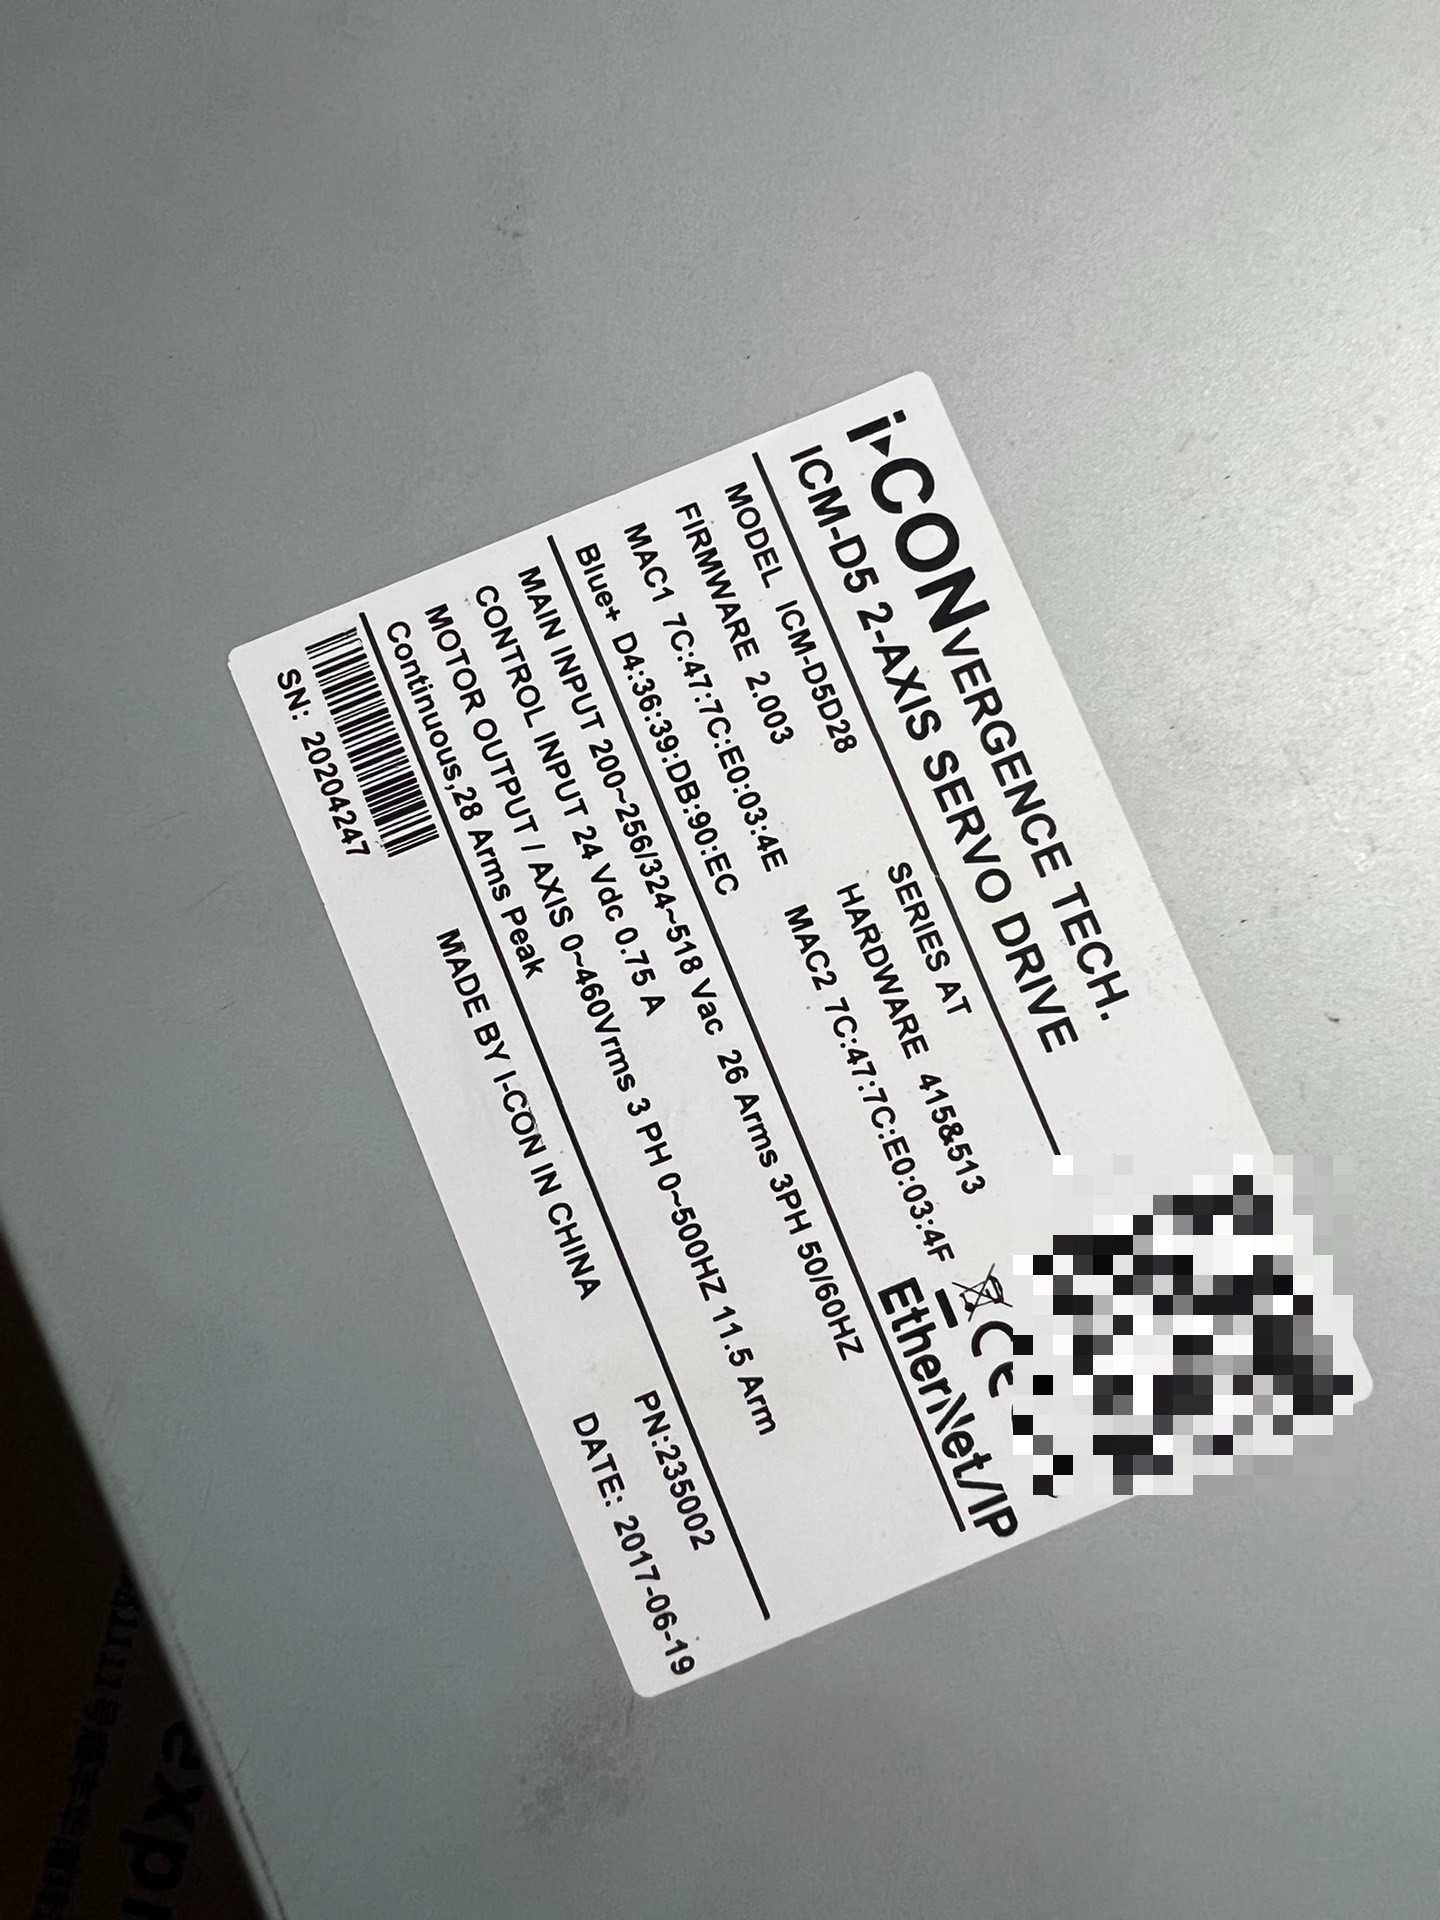 i-CONVERGENCE TECH.
ICM-D5 2-AXIS SERVO DRIVE
MODEL ICM-D5D28 SERIES AT
FIRMWARE 2.003 HARDWARE 415&513
MAC1 7C:47:7C:E0:03:4E MAC2 7C:47:7C:E0:03:4F
Blue+ D4:36:39:DB:90:EC
CE
EtherNet/IP
MAIN INPUT 200~256/324~518 Vac 26 Arms 3PH 50/60HZ
CONTROL INPUT 24 Vdc 0.75 A
MOTOR OUTPUT / AXIS 0~460Vrms 3 PH 0~500HZ 11.5 Arm
Continuous,28 Arms Peak
PN:235002
SN: 20204247 MADE BY I-CON IN CHINA DATE: 2017-06-19